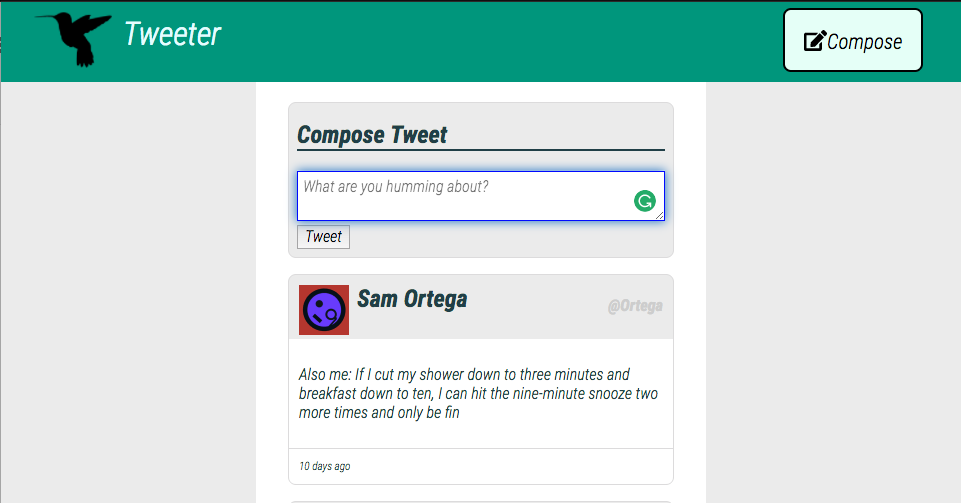 Tweeter
Compose
Compose Tweet
What are you humming about?
Tweet
Sam Ortega
@Ortega
Also me: If I cut my shower down to three minutes and
breakfast down to ten, I can hit the nine-minute snooze two
more times and only be fin
10 days ago